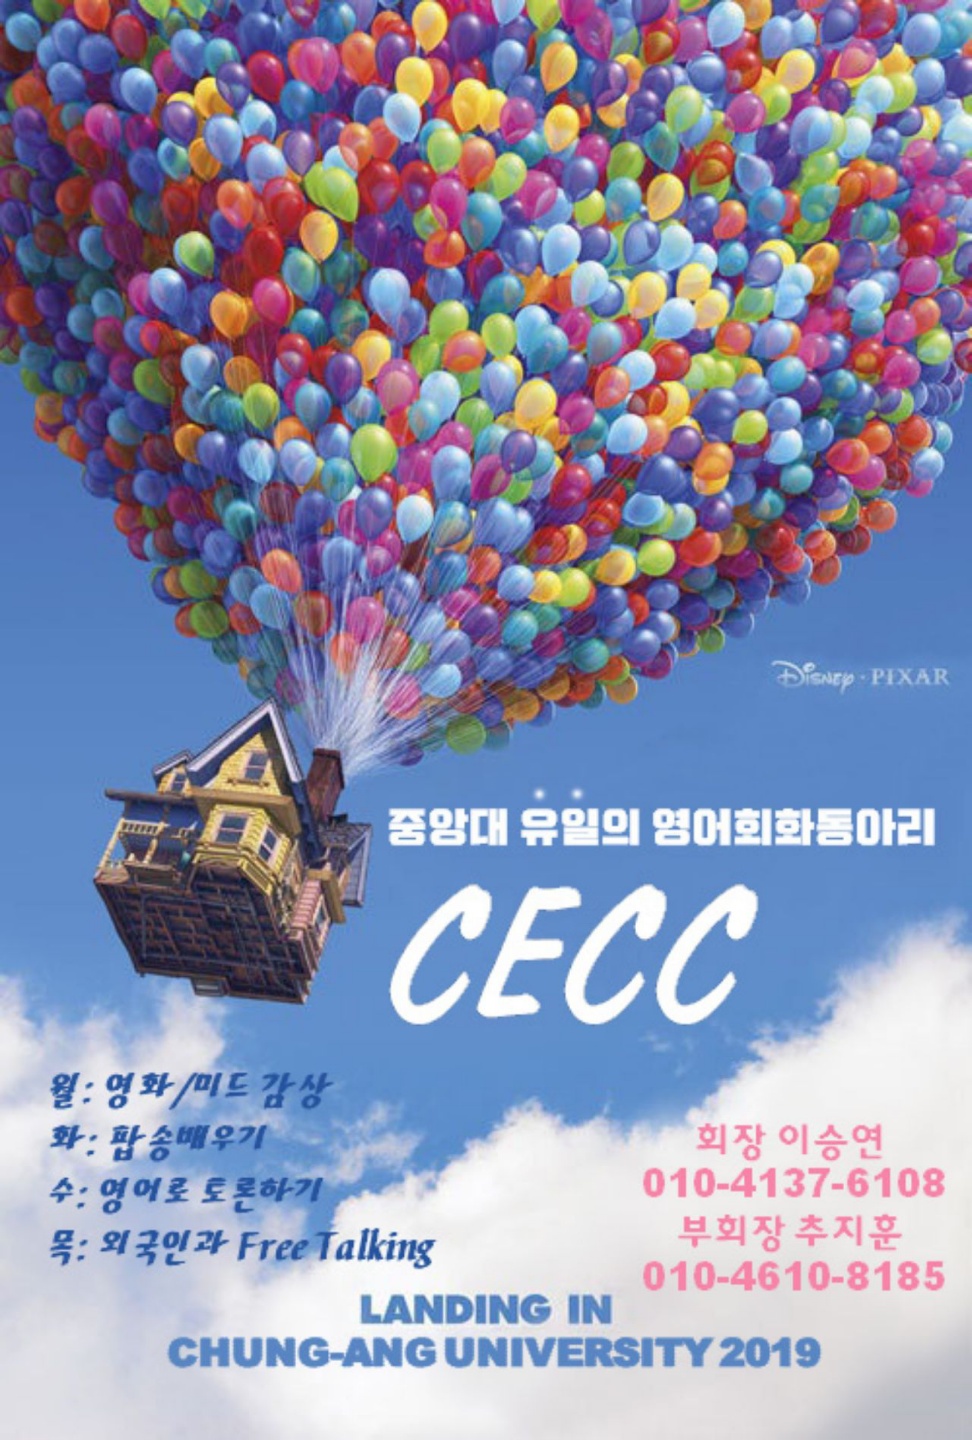 Disney · PIXAR
중앙대 유일의 영어회화동아리
CECC
월: 영화/미드 감상
화: 팝송배우기
수: 영어로 토론하기
목: 외국인과 Free Talking
회장 이승연
010-4137-6108
부회장 추지훈
010-4610-8185
LANDING IN
CHUNG-ANG UNIVERSITY 2019